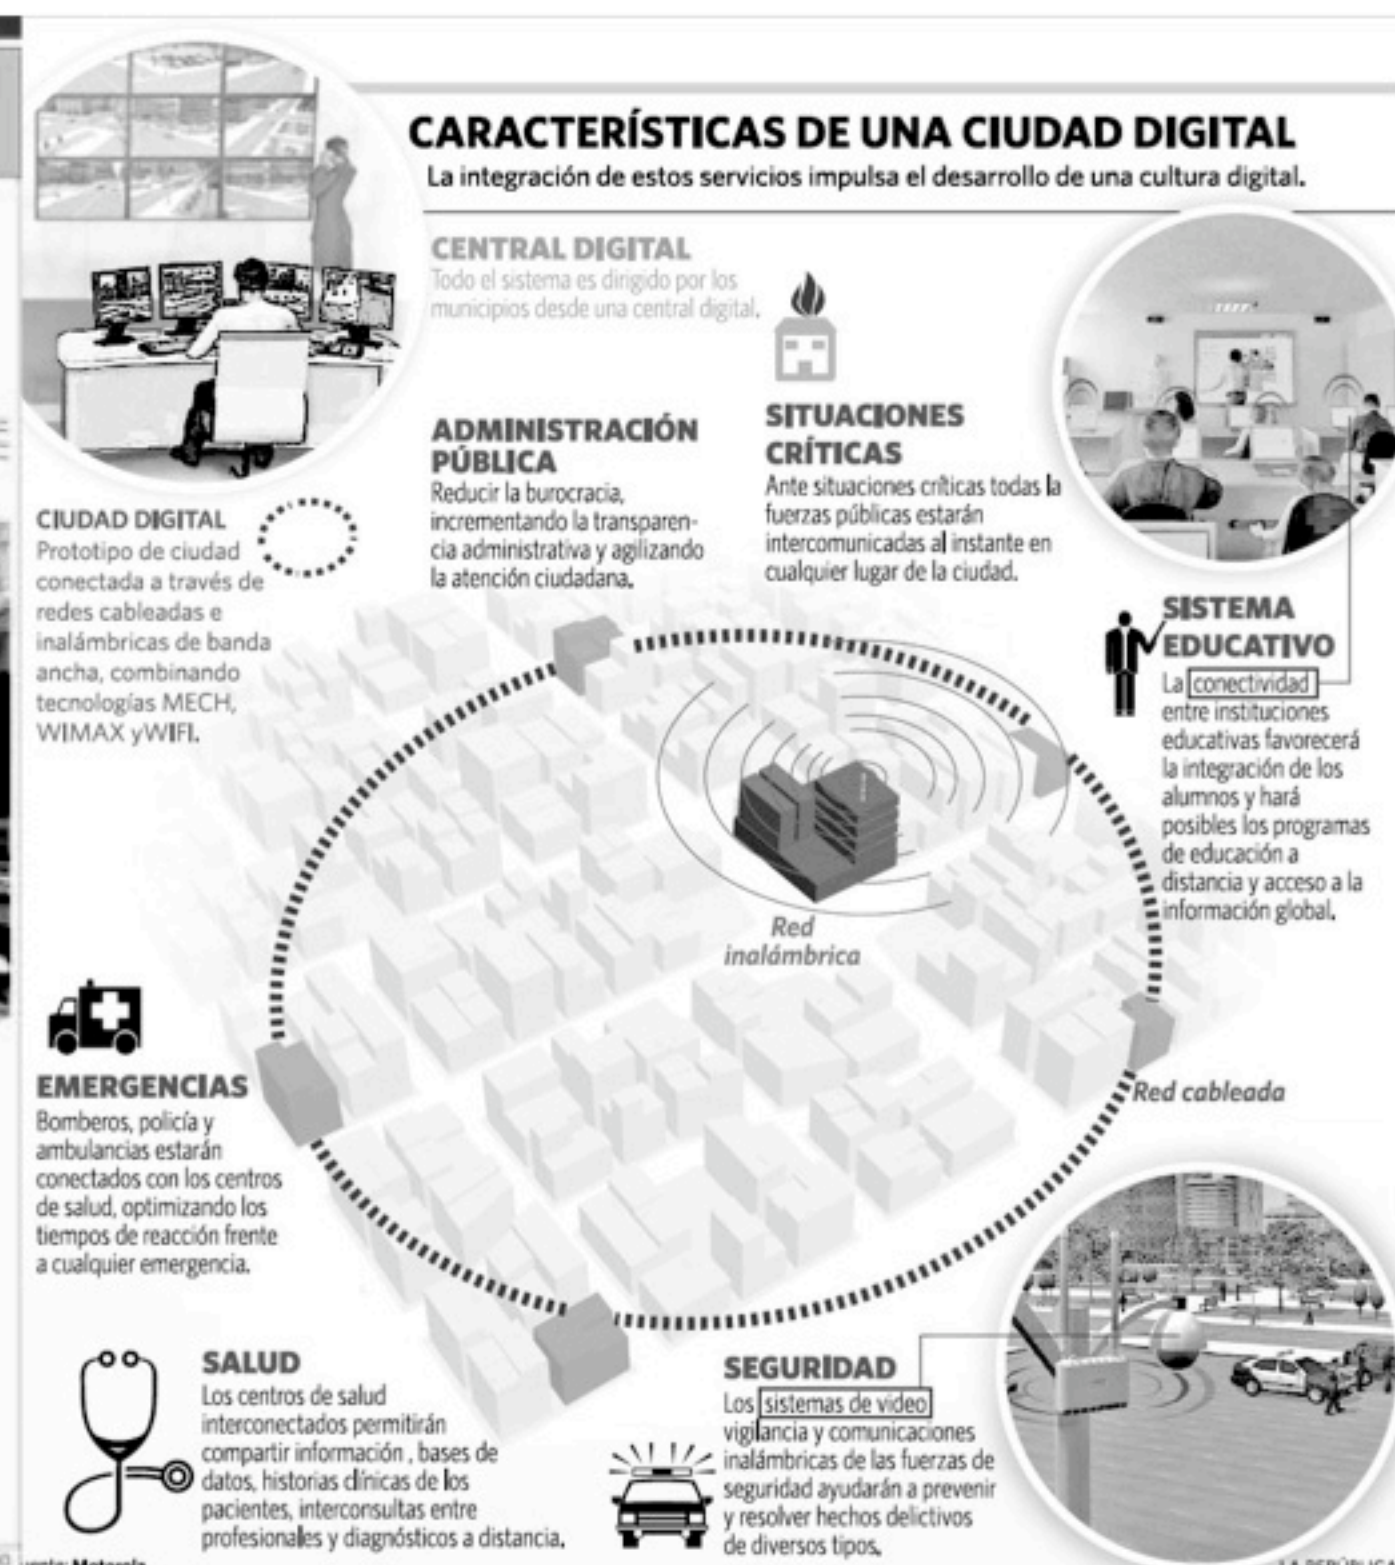 CARACTERÍSTICAS DE UNA CIUDAD DIGITAL
La integración de estos servicios impulsa el desarrollo de una cultura digital.
CENTRAL DIGITAL
Todo el sistema es dirigido por los
municipios desde una central digital.
ADMINISTRACIÓN
PÚBLICA
Reducir la burocracia,
incrementando la transparen-
cia administrativa y agilizando
la atención ciudadana.
SITUACIONES
CRÍTICAS
Ante situaciones críticas todas la
fuerzas públicas estarán
intercomunicadas al instante en
cualquier lugar de la ciudad.
CIUDAD DIGITAL
Prototipo de ciudad
conectada a través de
redes cableadas e
inalámbricas de banda
ancha, combinando
tecnologías MECH,
WIMAX yWIFI.
SISTEMA
EDUCATIVO
La conectividad
entre instituciones
educativas favorecerá
la integración de los
alumnos y hará
posibles los programas
de educación a
distancia y acceso a la
información global.
Red
inalámbrica
Red cableada
EMERGENCIAS
Bomberos, policía y
ambulancias estarán
conectados con los centros
de salud, optimizando los
tiempos de reacción frente
a cualquier emergencia.
SALUD
Los centros de salud
interconectados permitirán
compartir información , bases de
datos, historias clínicas de los
pacientes, interconsultas entre
profesionales y diagnósticos a distancia.
SEGURIDAD
Los sistemas de video
vigilancia y comunicaciones
inalámbricas de las fuerzas de
seguridad ayudarán a prevenir
y resolver hechos delictivos
de diversos tipos.
Motorola